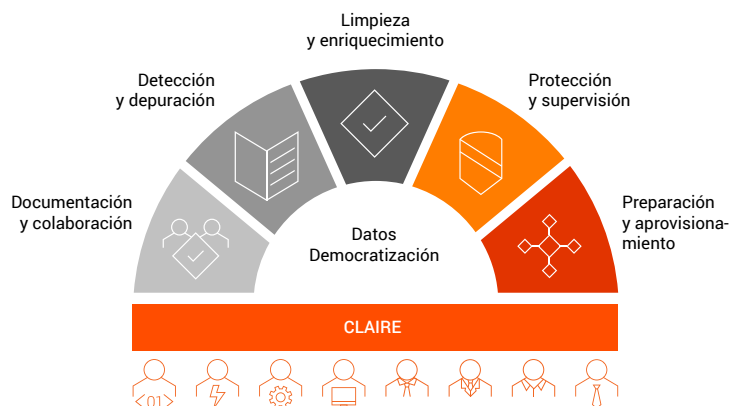 Limpieza
y enriquecimiento
Detección
y depuración
Protección
y supervisión
Documentación
y colaboración
Preparación
y aprovisiona-
miento
Datos
Democratización
CLAIRE
<01>